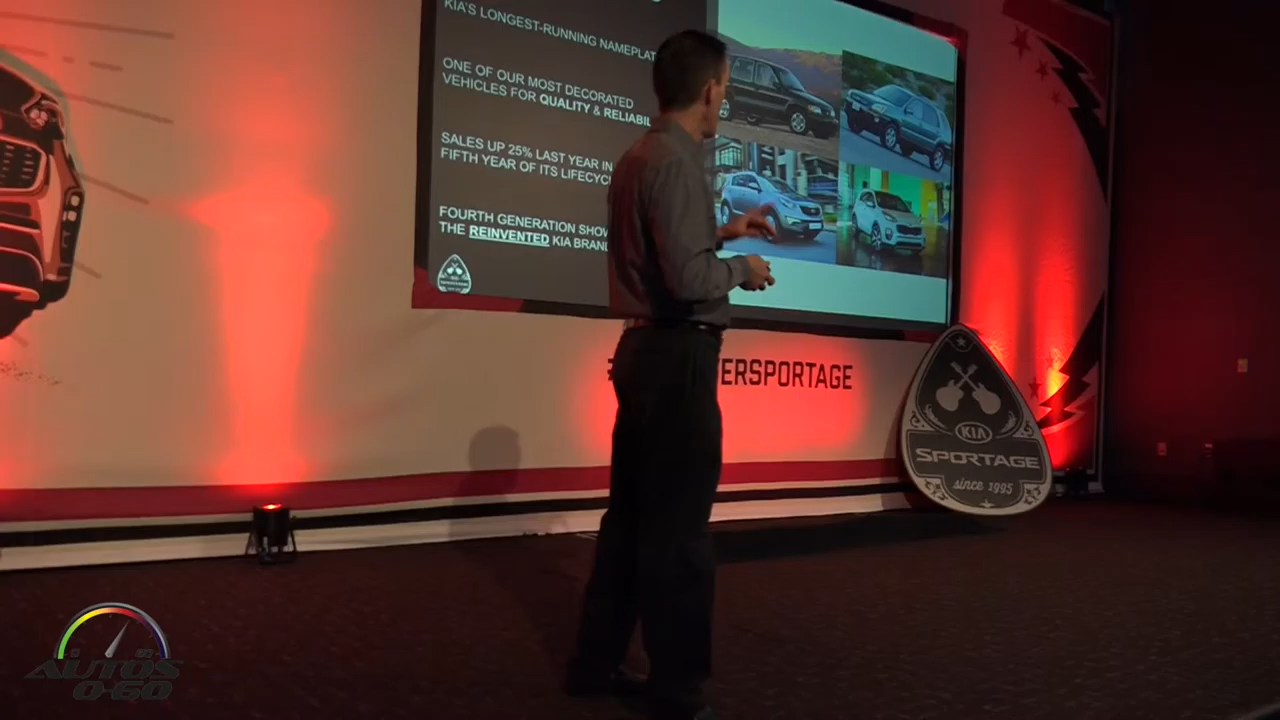 KIA'S LONGEST-RUNNING NAMEPLAT
ONE OF OUR MOST DECORATED
VEHICLES FOR QUALITY & RELIABIL
SALES UP 25% LAST YEAR IN
FIFTH YEAR OF ITS LIFECYC
FOURTH GENERATION SHOW
THE REINVENTED KIA BRAND
ERSPORTAGE
KIA
SPORTAGE
since 1995
AUTOS
0-60